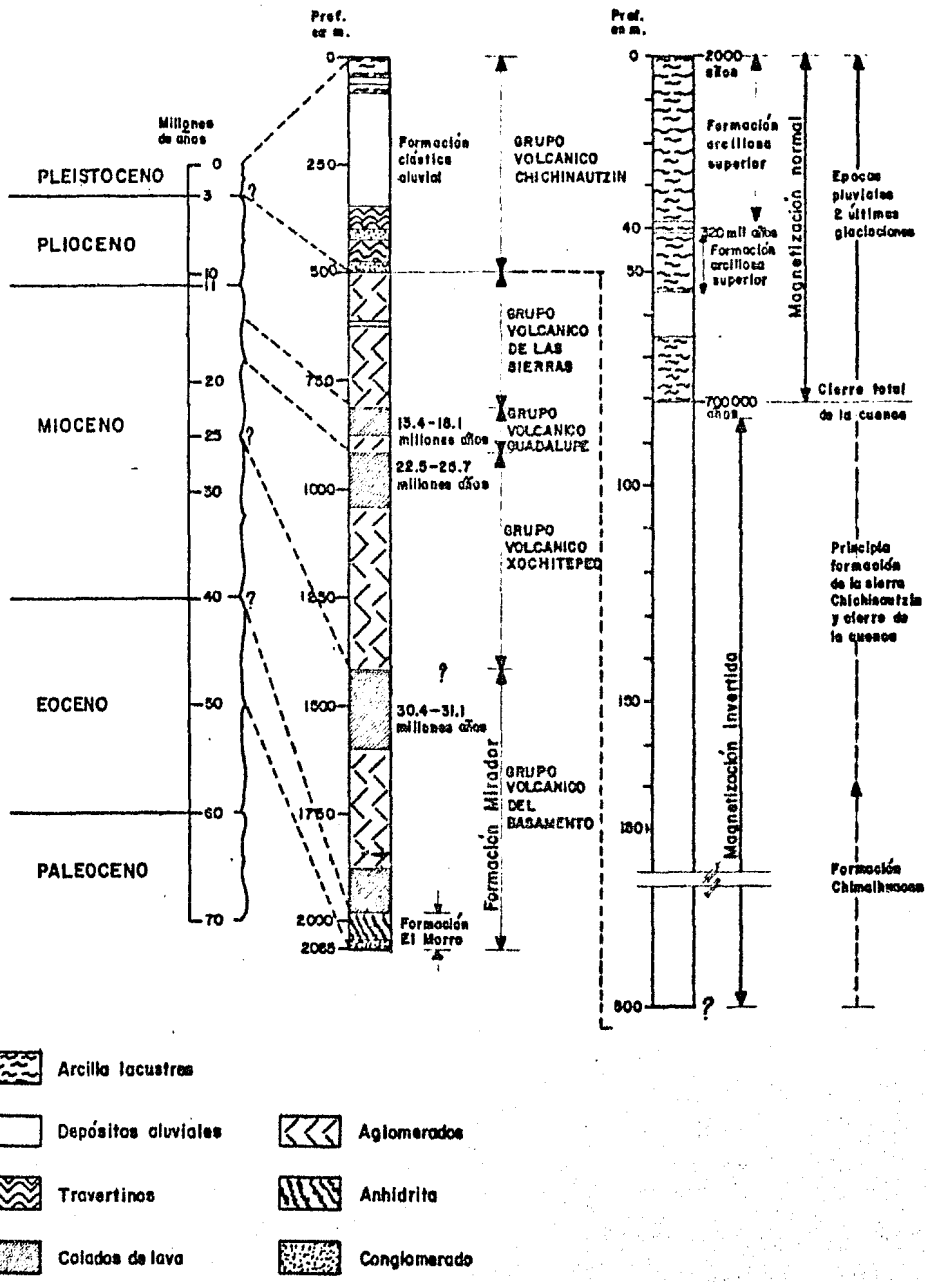 Prof.
en m.
0
250
500
750
1000
1250
1500
1750
2000
2065
Millones
de años
0
3
10
11
20
25
30
40
50
60
70
PLEISTOCENO
PLIOCENO
MIOCENO
EOCENO
PALEOCENO
?
?
?
Formación
clástica
aluvial
13.4-18.1
millones años
22.5-25.7
millones años
?
30.4-31.1
millones años
Formación
El Morro
GRUPO
VOLCANICO
CHICHINAUTZIN
GRUPO
VOLCANICO
DE LAS
SIERRAS
GRUPO
VOLCANICO
GUADALUPE
GRUPO
VOLCANICO
XOCHITEPEC
GRUPO
VOLCANICO
DEL
BASAMENTO
Formación Mirador
Prof.
en m.
0
40
50
100
150
500
?
2000
años
Formación
arcillosa
superior
320 mil años
Formación
arcillosa
superior
700 000
años
Magnetización normal
Magnetización invertida
Epocas
pluviales
2 últimas
glaciaciones
Cierre total
de la cuenca
Principia
formación
de la sierra
Chichinautzin
y cierre de
la cuenca
Formación
Arcilla lacustres
Depósitos aluviales
Travertinos
Coladas de lava
Aglomerados
Anhidrita
Conglomerado